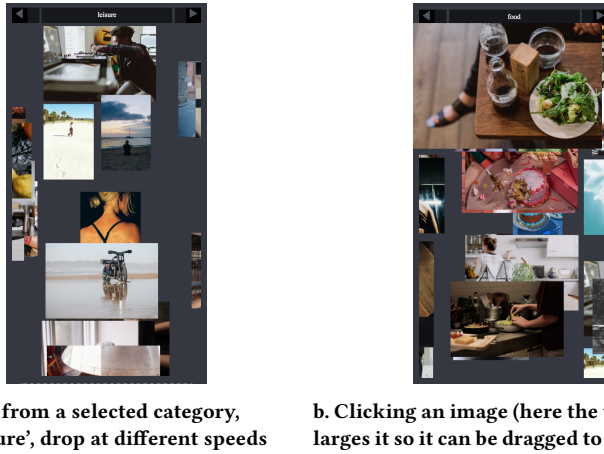 leisure
food
from a selected category,
ure’, drop at different speeds
b. Clicking an image (here the
larges it so it can be dragged to